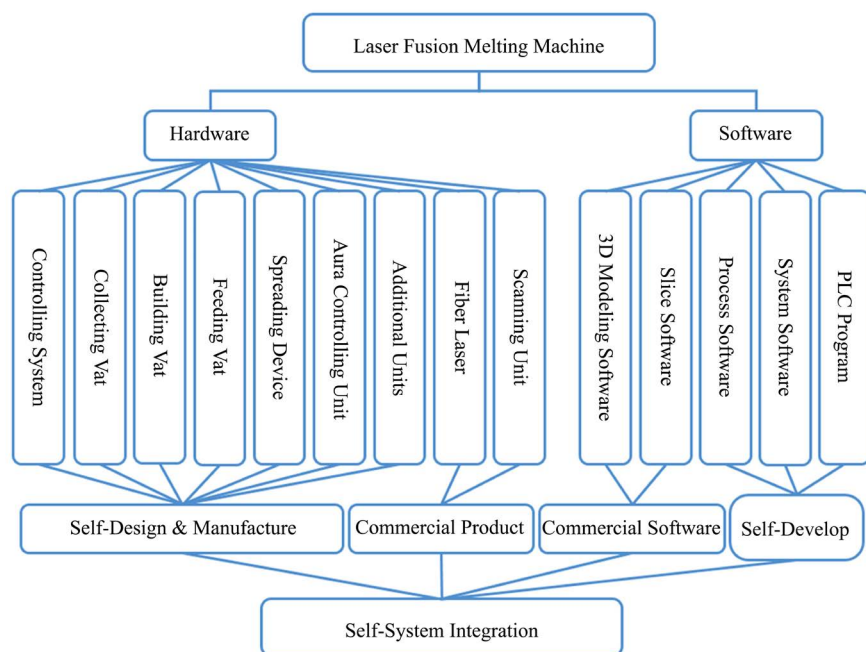 Laser Fusion Melting Machine
Hardware
Software
Controlling System
Collecting Vat
Building Vat
Feeding Vat
Spreading Device
Aura Controlling Unit
Additional Units
Fiber Laser
Scanning Unit
3D Modeling Software
Slice Software
Process Software
System Software
PLC Program
Self-Design & Manufacture
Commercial Product
Commercial Software
Self-Develop
Self-System Integration